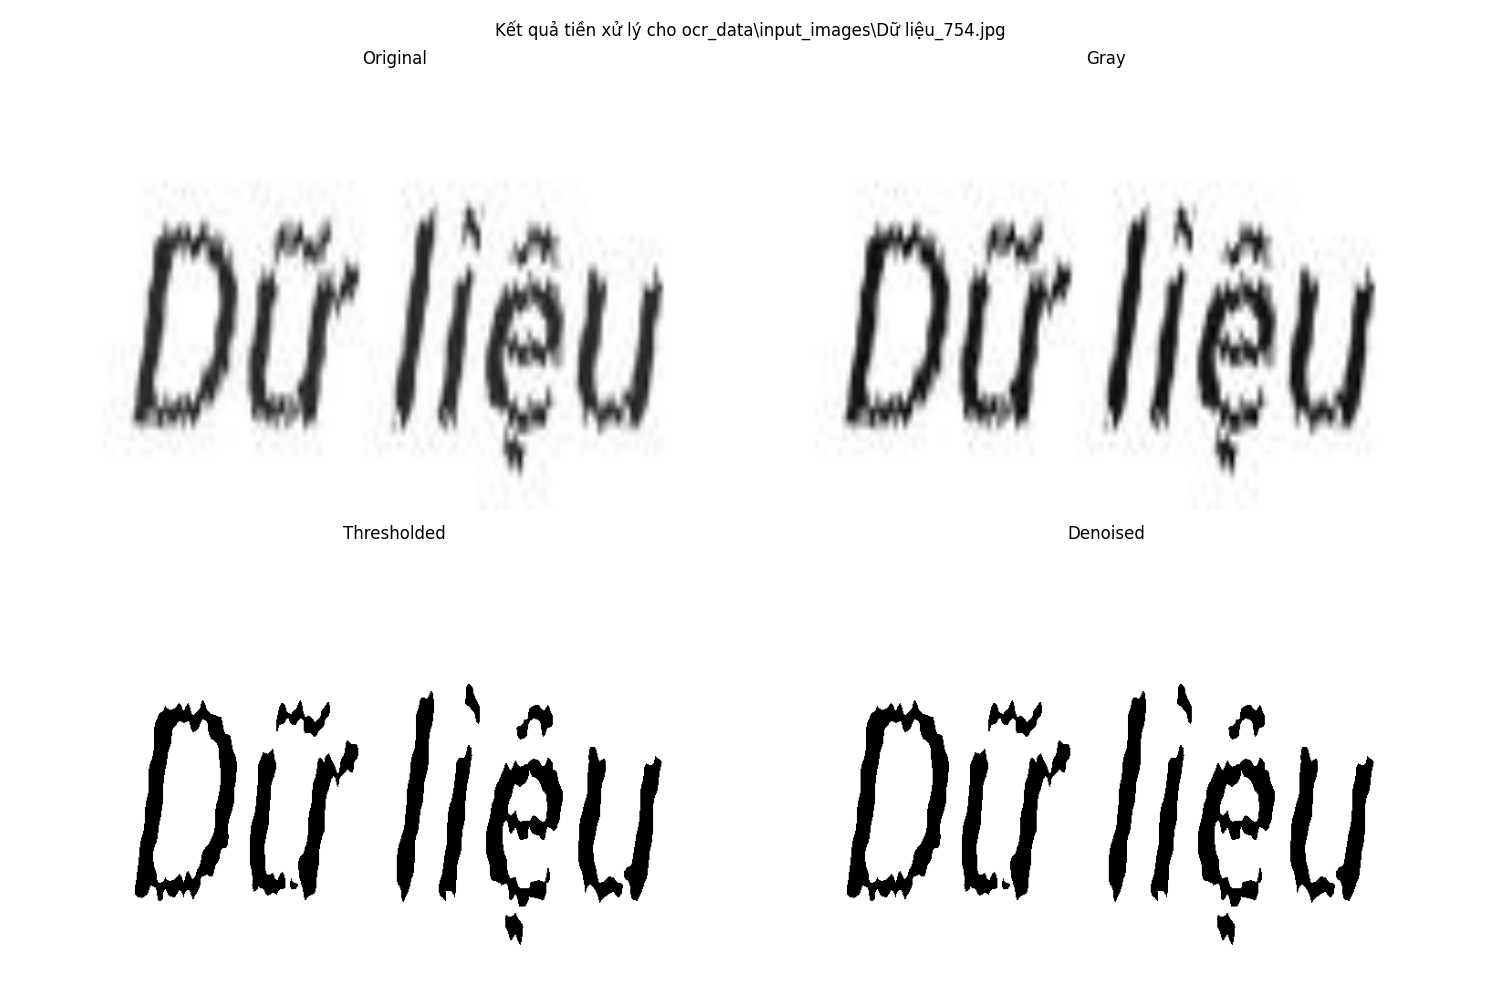 Kết quả tiền xử lý cho ocr_data\input_images\Dữ liệu_754.jpg
Original
Gray
Dữ liệu
Dữ liệu
Thresholded
Denoised
Dữ liệu
Dữ liệu